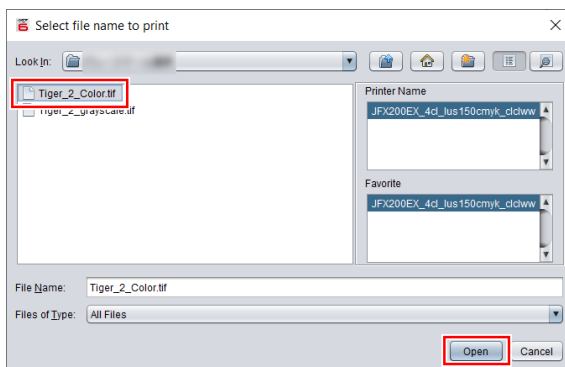 Select file name to print
Look In:
Tiger_2_Color.tif
Tiger_2_grayscale.tif
Printer Name
JFX200EX_4cl_lus150cmyk_clclww
Favorite
JFX200EX_4cl_lus150cmyk_clclww
File Name: Tiger_2_Color.tif
Files of Type: All Files
Open Cancel